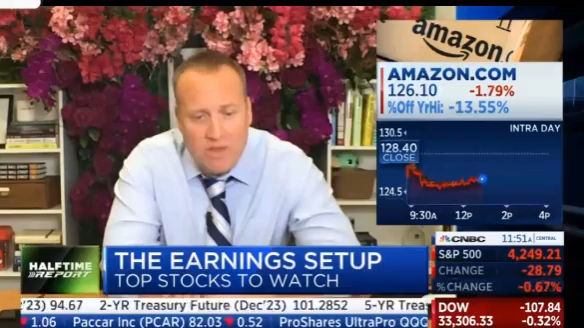 amazon
AMAZON.COM
126.10 -1.79%
%Off YrHi: -13.55%
INTRA DAY
130.5
128.40
CLOSE
124.5
9:30A 12P 2P 4P
HALFTIME
REPORT
THE EARNINGS SETUP
TOP STOCKS TO WATCH
CNBC 11:51A CENTRAL
S&P 500 4,249.21
CHANGE -28.79
% CHANGE -0.67%
DOW -107.84
33,306.33 -0.32%
'23) 94.67 2-YR Treasury Future (Dec'23) 101.2852 5-YR Trea
▼ 1.06 Paccar Inc (PCAR) 82.03 ▼ 0.52 ProShares UltraPro QQQ